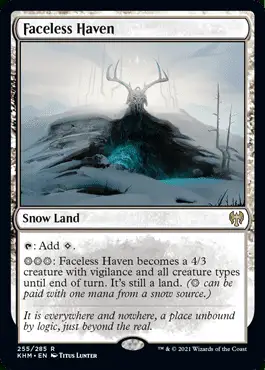 Faceless Haven
Snow Land
: Add .
: Faceless Haven becomes a 4/3
creature with vigilance and all creature types
until end of turn. It's still a land. (
can be paid with one mana from a snow source.)
It is everywhere and nowhere, a place unbound
by logic, just beyond the real.
255/285 R
KHM • EN Titus Lunter
™ & © 2021 Wizards of the Coast